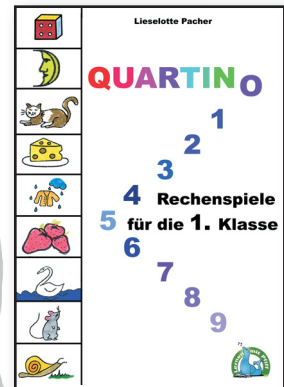 Lieselotte Pacher
QUARTINO
1
2
3
4 Rechenspiele
5 für die 1. Klasse
6
7
8
9